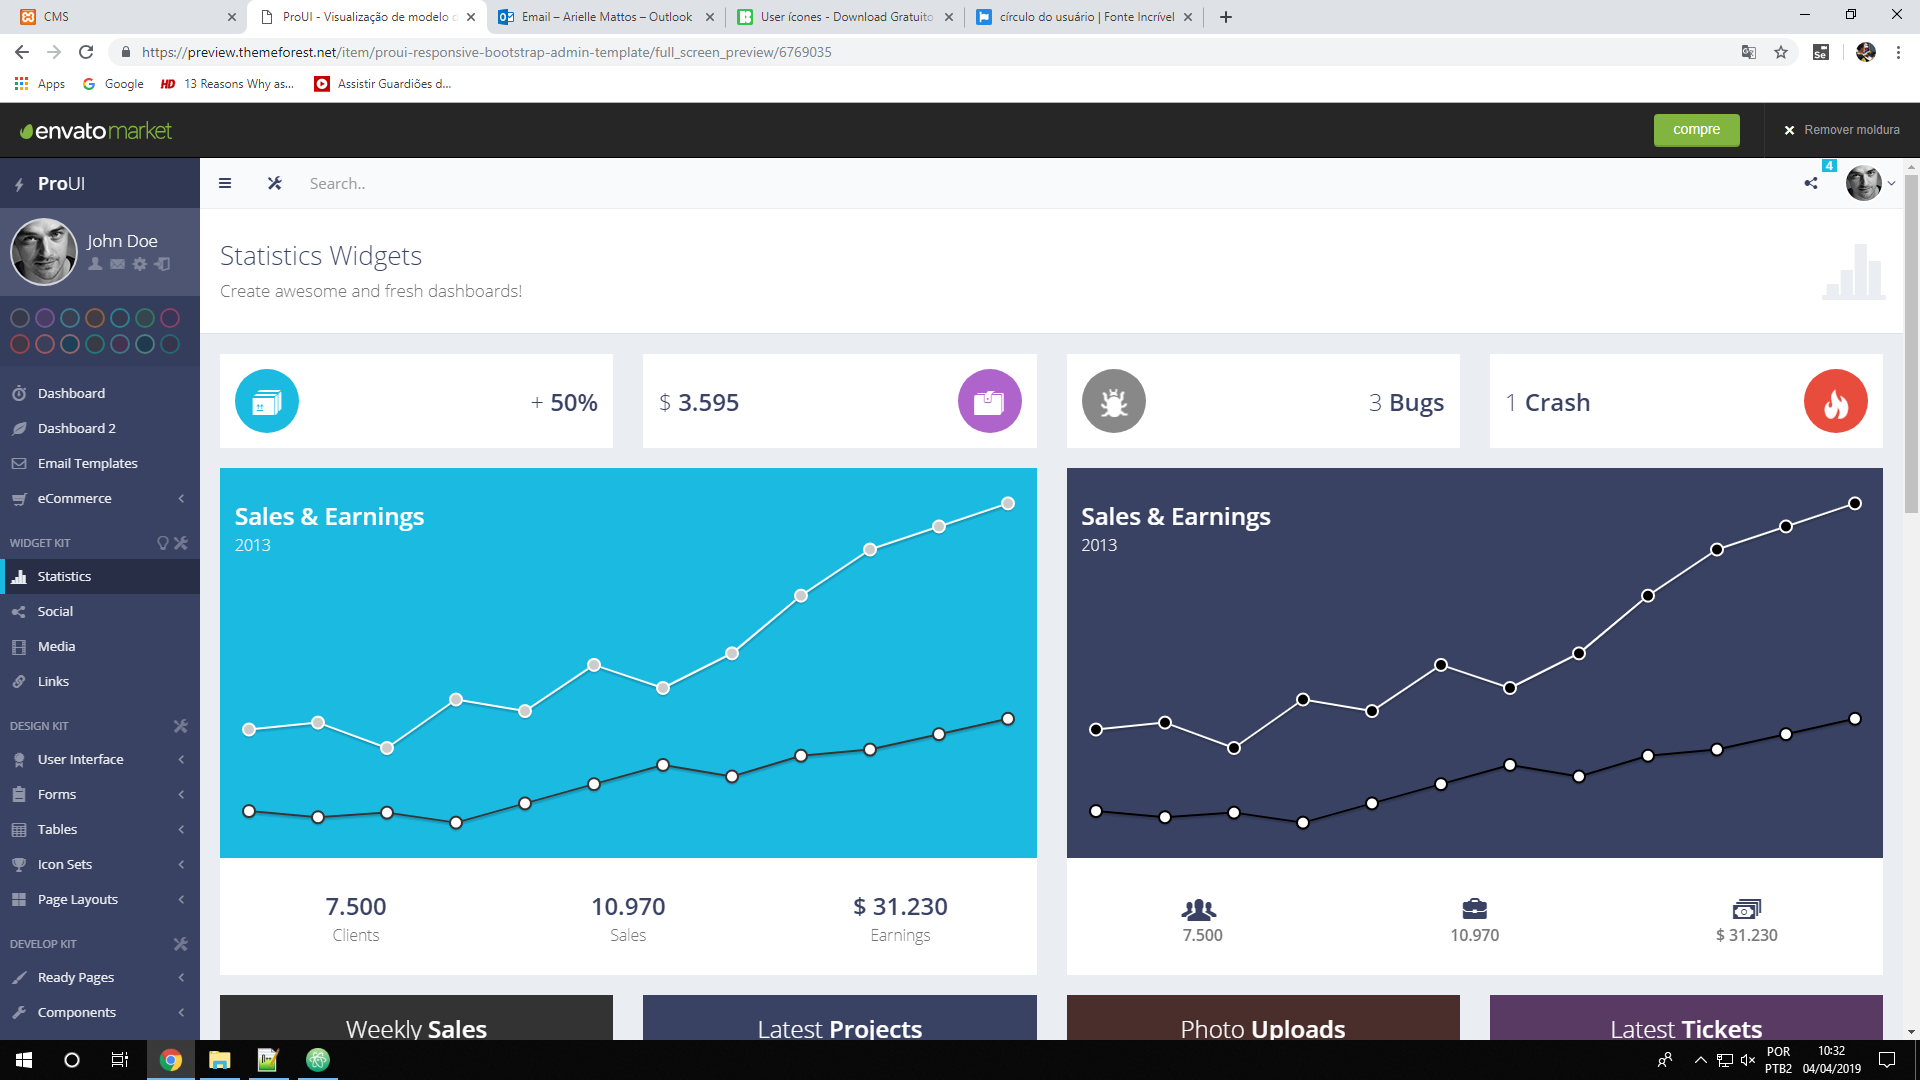 CMS
ProUI - Visualização de modelo d
Email – Arielle Mattos – Outlook
User ícones - Download Gratuito
círculo do usuário | Fonte Incrível
https://preview.themeforest.net/item/proui-responsive-bootstrap-admin-template/full_screen_preview/6769035
Se
Apps
Google
HD 13 Reasons Why as...
Assistir Guardiões d...
envatomarket
compre
Remover moldura
ProUI
Search..
4
John Doe
Statistics Widgets
Create awesome and fresh dashboards!
Dashboard
Dashboard 2
Email Templates
eCommerce
WIDGET KIT
Statistics
Social
Media
Links
DESIGN KIT
User Interface
Forms
Tables
Icon Sets
Page Layouts
DEVELOP KIT
Ready Pages
Components
+ 50%
$ 3.595
3 Bugs
1 Crash
Sales & Earnings
2013
Sales & Earnings
2013
7.500
10.970
$ 31.230
Clients
Sales
Earnings
7.500
10.970
$ 31.230
Weekly Sales
Latest Projects
Photo Uploads
Latest Tickets
POR
PTB2
10:32
04/04/2019